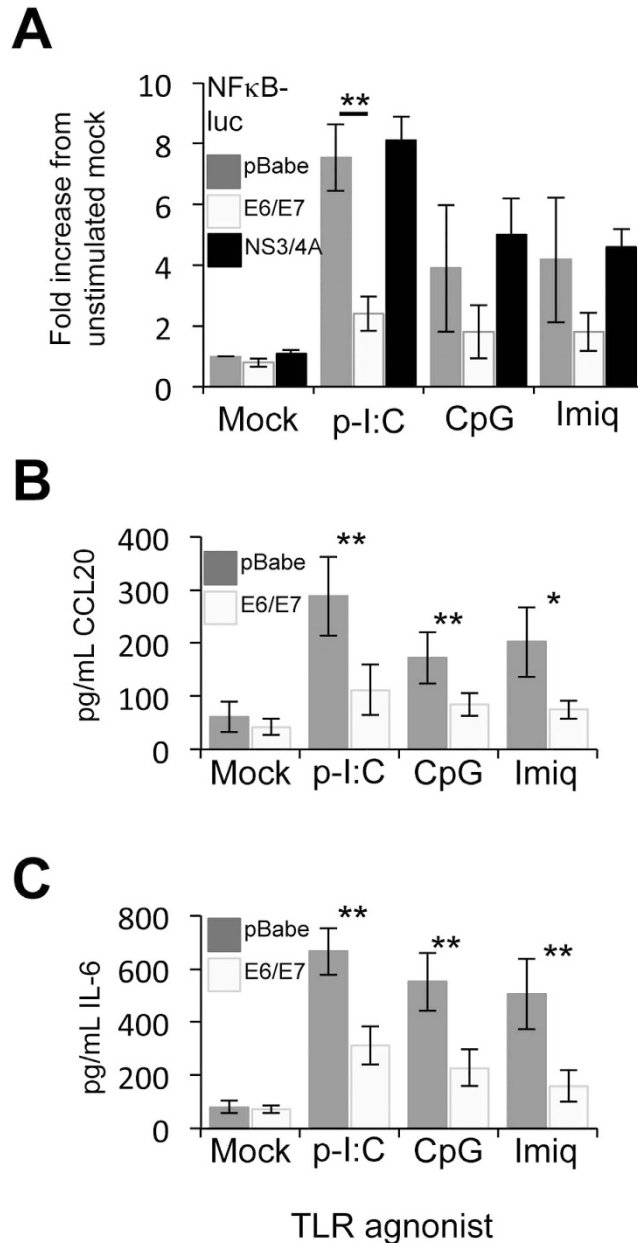 A
Fold increase from
unstimulated mock
10
8
6
4
2
0
NFκB-
luc
pBabe
E6/E7
NS3/4A
**
Mock p-I:C CpG Imiq
B
pg/mL CCL20
400
300
200
100
0
pBabe
E6/E7
** ** *
Mock p-I:C CpG Imiq
C
pg/mL IL-6
800
600
400
200
0
pBabe
E6/E7
** ** **
Mock p-I:C CpG Imiq
TLR agnonist